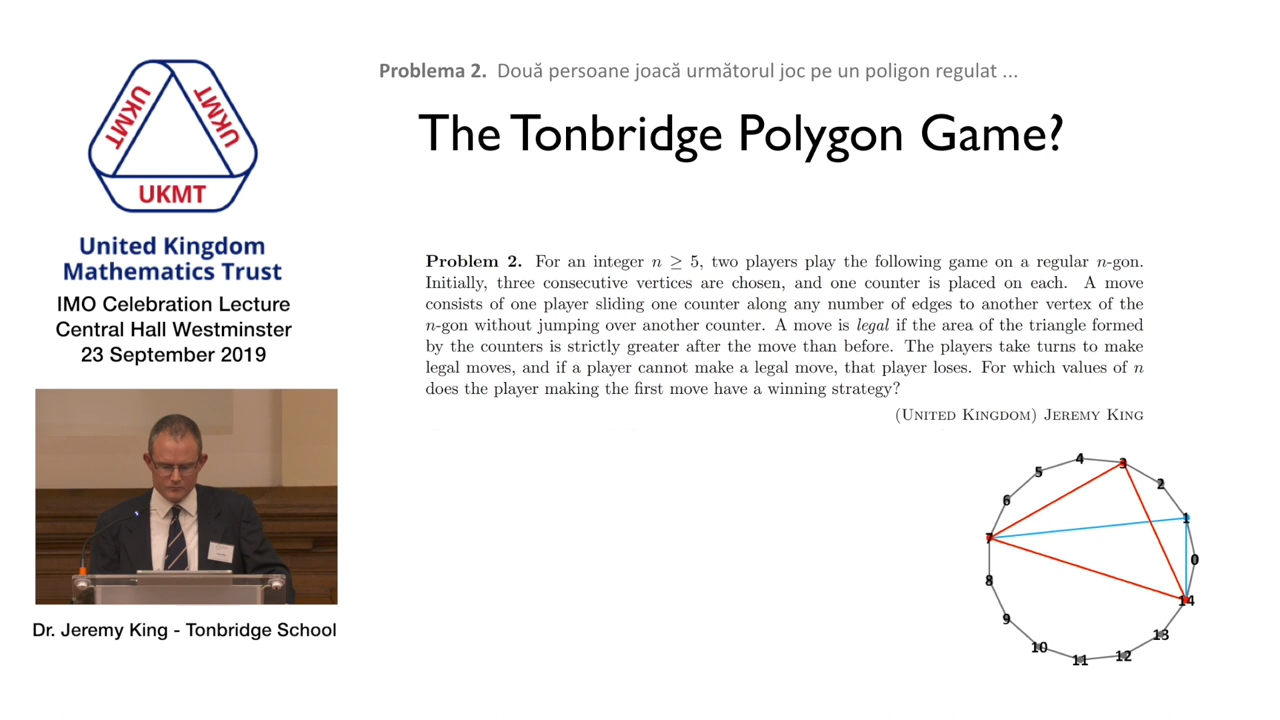 UKMT
UKMT
UKMT
United Kingdom
Mathematics Trust
IMO Celebration Lecture
Central Hall Westminster
23 September 2019
Dr. Jeremy King - Tonbridge School
Problema 2. Două persoane joacă următorul joc pe un poligon regulat ...
The Tonbridge Polygon Game?
Problem 2. For an integer n ≥ 5, two players play the following game on a regular n-gon.
Initially, three consecutive vertices are chosen, and one counter is placed on each. A move
consists of one player sliding one counter along any number of edges to another vertex of the
n-gon without jumping over another counter. A move is legal if the area of the triangle formed
by the counters is strictly greater after the move than before. The players take turns to make
legal moves, and if a player cannot make a legal move, that player loses. For which values of n
does the player making the first move have a winning strategy?
(United Kingdom) Jeremy King
4
3
5
2
6
1
7
0
8
14
9
13
10
12
11